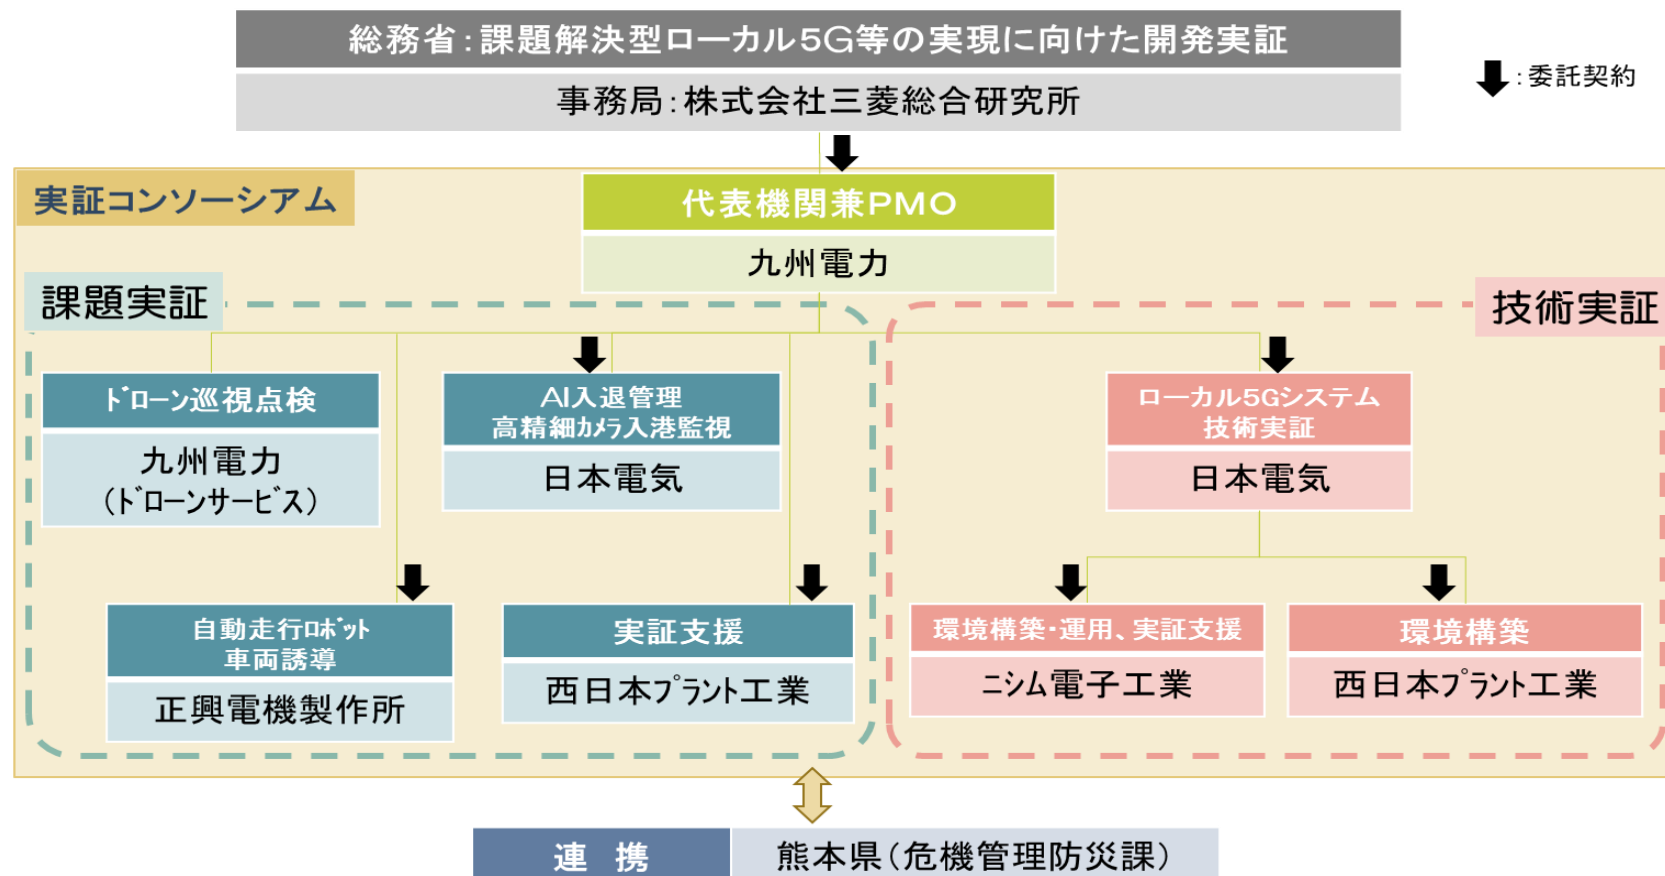 総務省：課題解決型ローカル5G等の実現に向けた開発実証
事務局：株式会社三菱総合研究所
：委託契約
実証コンソーシアム
代表機関兼PMO
九州電力
課題実証
技術実証
ﾄﾞﾛｰﾝ巡視点検
九州電力
（ﾄﾞﾛｰﾝサービス）
AI入退管理
高精細ｶﾒﾗ入港監視
日本電気
ローカル5Gシステム
技術実証
日本電気
自動走行ﾛﾎﾞｯﾄ
車両誘導
正興電機製作所
実証支援
西日本ﾌﾟﾗﾝﾄ工業
環境構築・運用、実証支援
ﾆｼﾑ電子工業
環境構築
西日本ﾌﾟﾗﾝﾄ工業
連 携
熊本県（危機管理防災課）